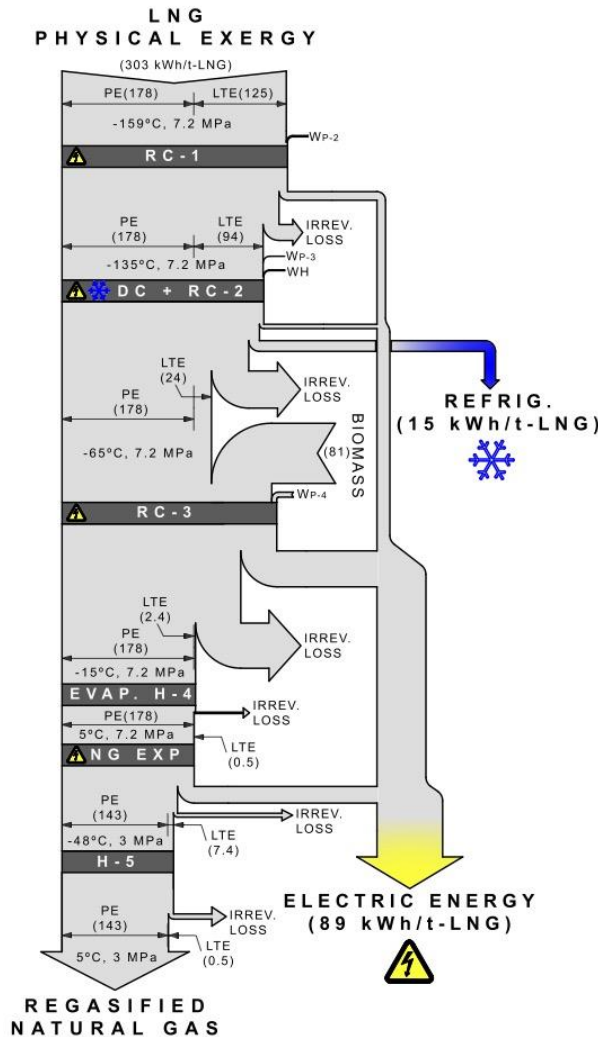 LNG
PHYSICAL EXERGY
(303 kWh/t-LNG)
PE(178)
LTE(125)
-159ºC, 7.2 MPa
WP-2
RC-1
PE
(178)
LTE
(94)
IRREV.
LOSS
-135ºC, 7.2 MPa
WP-3
WH
DC + RC-2
LTE
(24)
PE
(178)
IRREV.
LOSS
REFRIG.
(15 kWh/t-LNG)
-65ºC, 7.2 MPa
(81)
BIOMASS
WP-4
RC-3
LTE
(2.4)
PE
(178)
IRREV.
LOSS
-15ºC, 7.2 MPa
EVAP. H-4
PE(178)
IRREV.
LOSS
5ºC, 7.2 MPa
LTE
(0.5)
NG EXP
PE
(143)
IRREV.
LOSS
-48ºC, 3 MPa
LTE
(7.4)
H-5
ELECTRIC ENERGY
(89 kWh/t-LNG)
PE
(143)
IRREV.
LOSS
LTE
(0.5)
5ºC, 3 MPa
REGASIFIED
NATURAL GAS